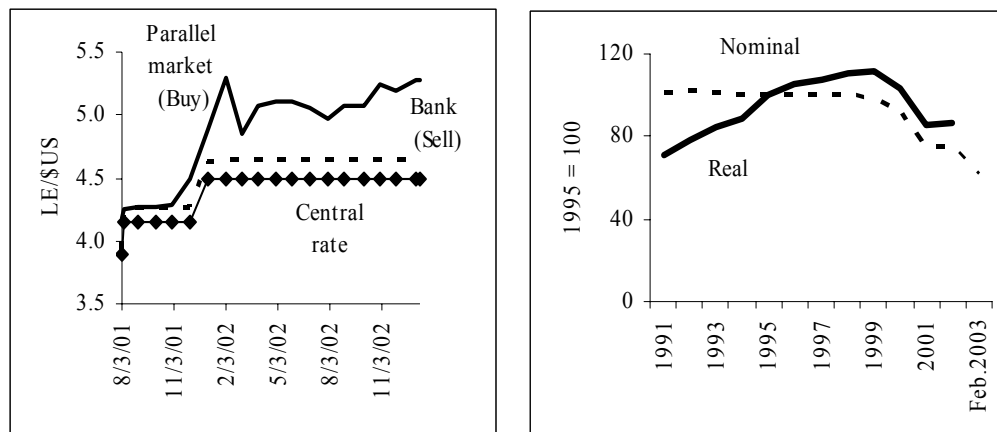 Parallel
market
(Buy)
Bank
(Sell)
Central
rate
LE/$US
5.5
5.0
4.5
4.0
3.5
8/3/01
11/3/01
2/3/02
5/3/02
8/3/02
11/3/02
Nominal
Real
1995 = 100
120
80
40
0
1991
1993
1995
1997
1999
2001
Feb.2003